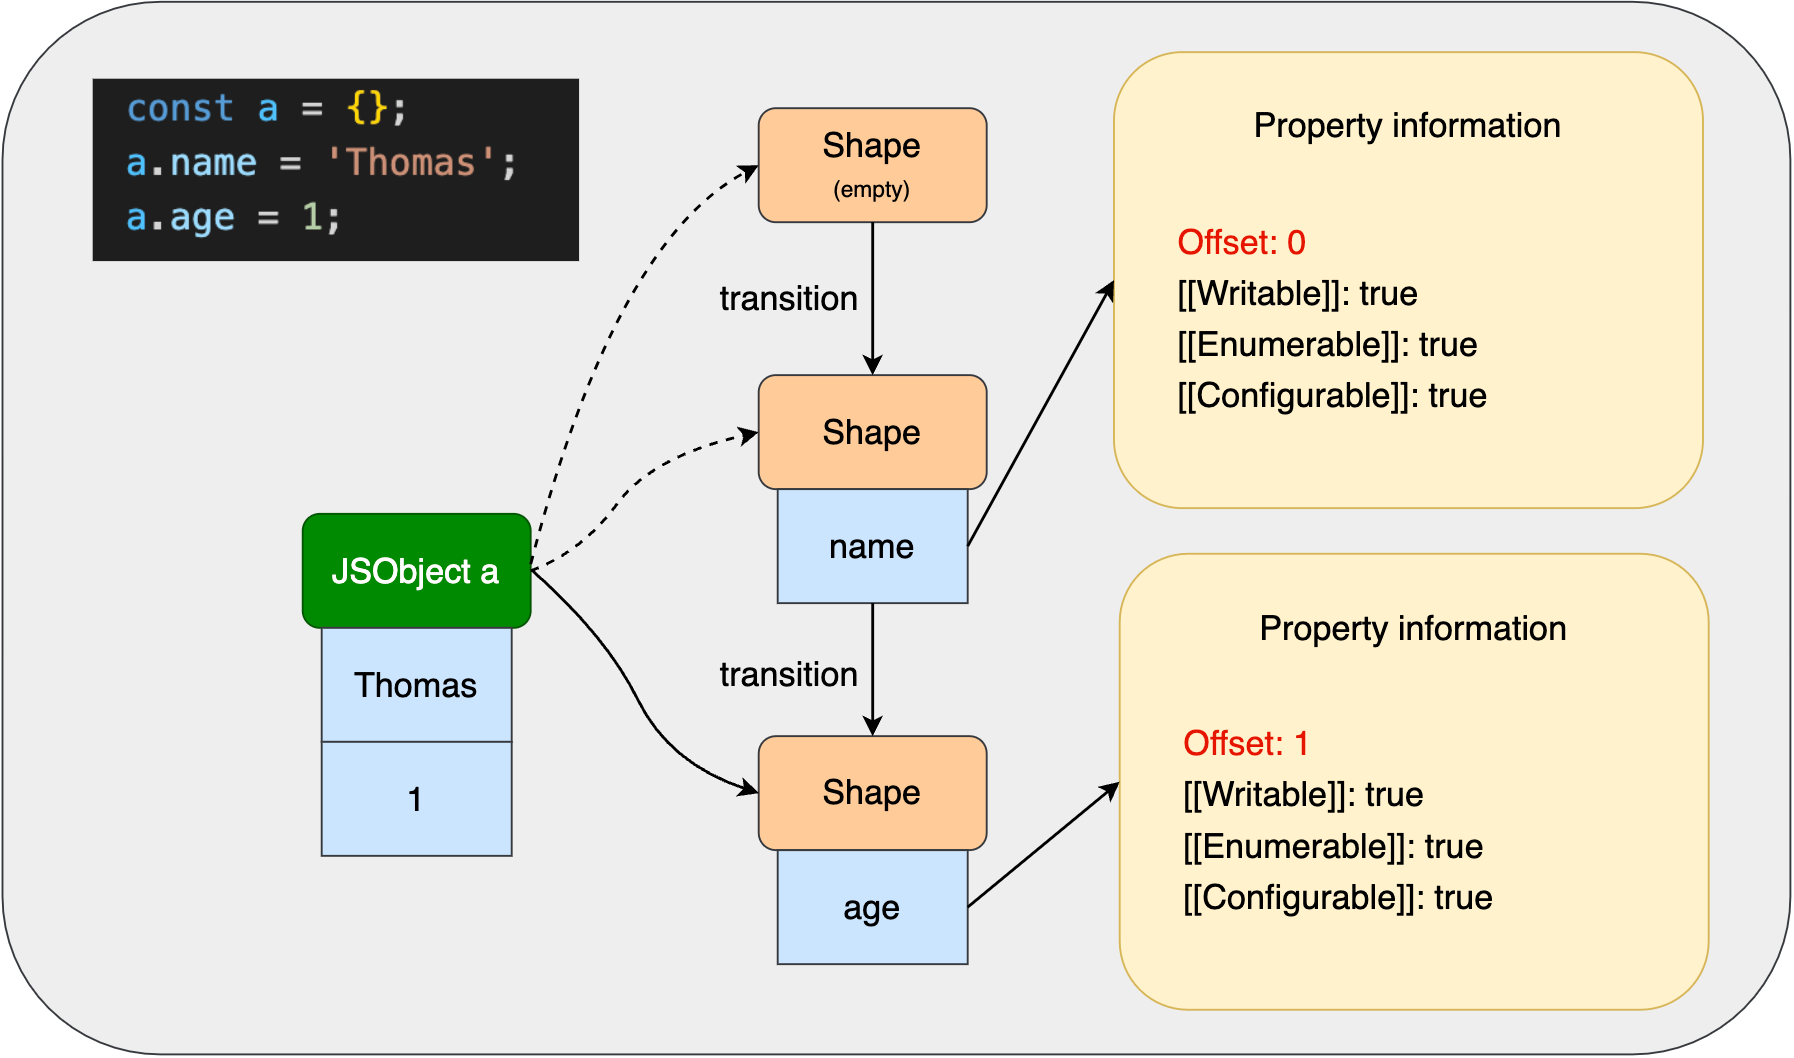 const a = {};
a.name = 'Thomas';
a.age = 1;
Shape
(empty)
transition
Shape
name
transition
Shape
age
JSObject a
Thomas
1
Property information
Offset: 0
[[Writable]]: true
[[Enumerable]]: true
[[Configurable]]: true
Property information
Offset: 1
[[Writable]]: true
[[Enumerable]]: true
[[Configurable]]: true